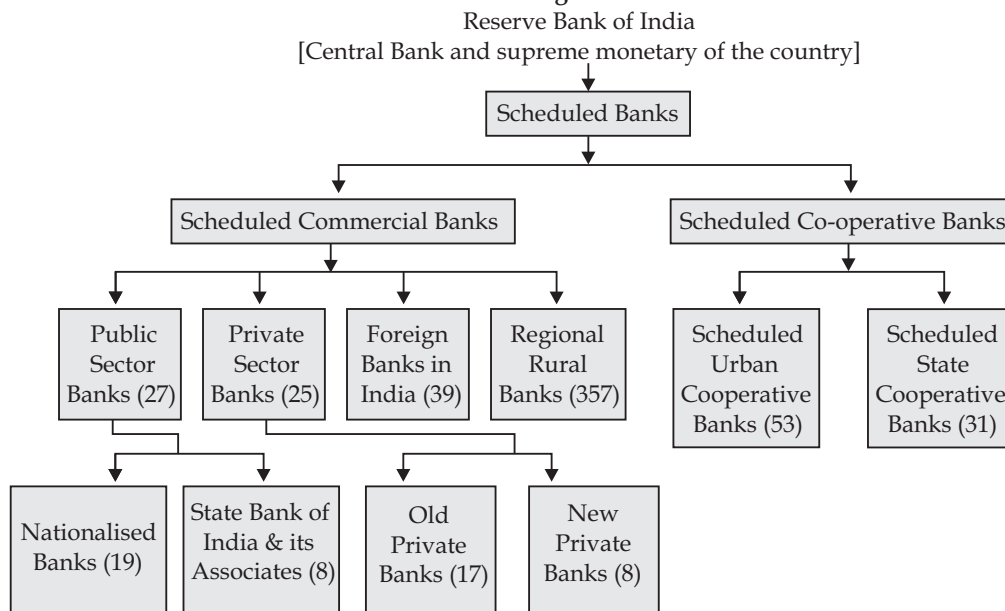 Reserve Bank of India
[Central Bank and supreme monetary of the country]
Scheduled Banks
Scheduled Commercial Banks
Scheduled Co-operative Banks
Public
Sector
Banks (27)
Private
Sector
Banks (25)
Foreign
Banks in
India (39)
Regional
Rural
Banks (357)
Scheduled
Urban
Cooperative
Banks (53)
Scheduled
State
Cooperative
Banks (31)
Nationalised
Banks (19)
State Bank of
India & its
Associates (8)
Old
Private
Banks (17)
New
Private
Banks (8)